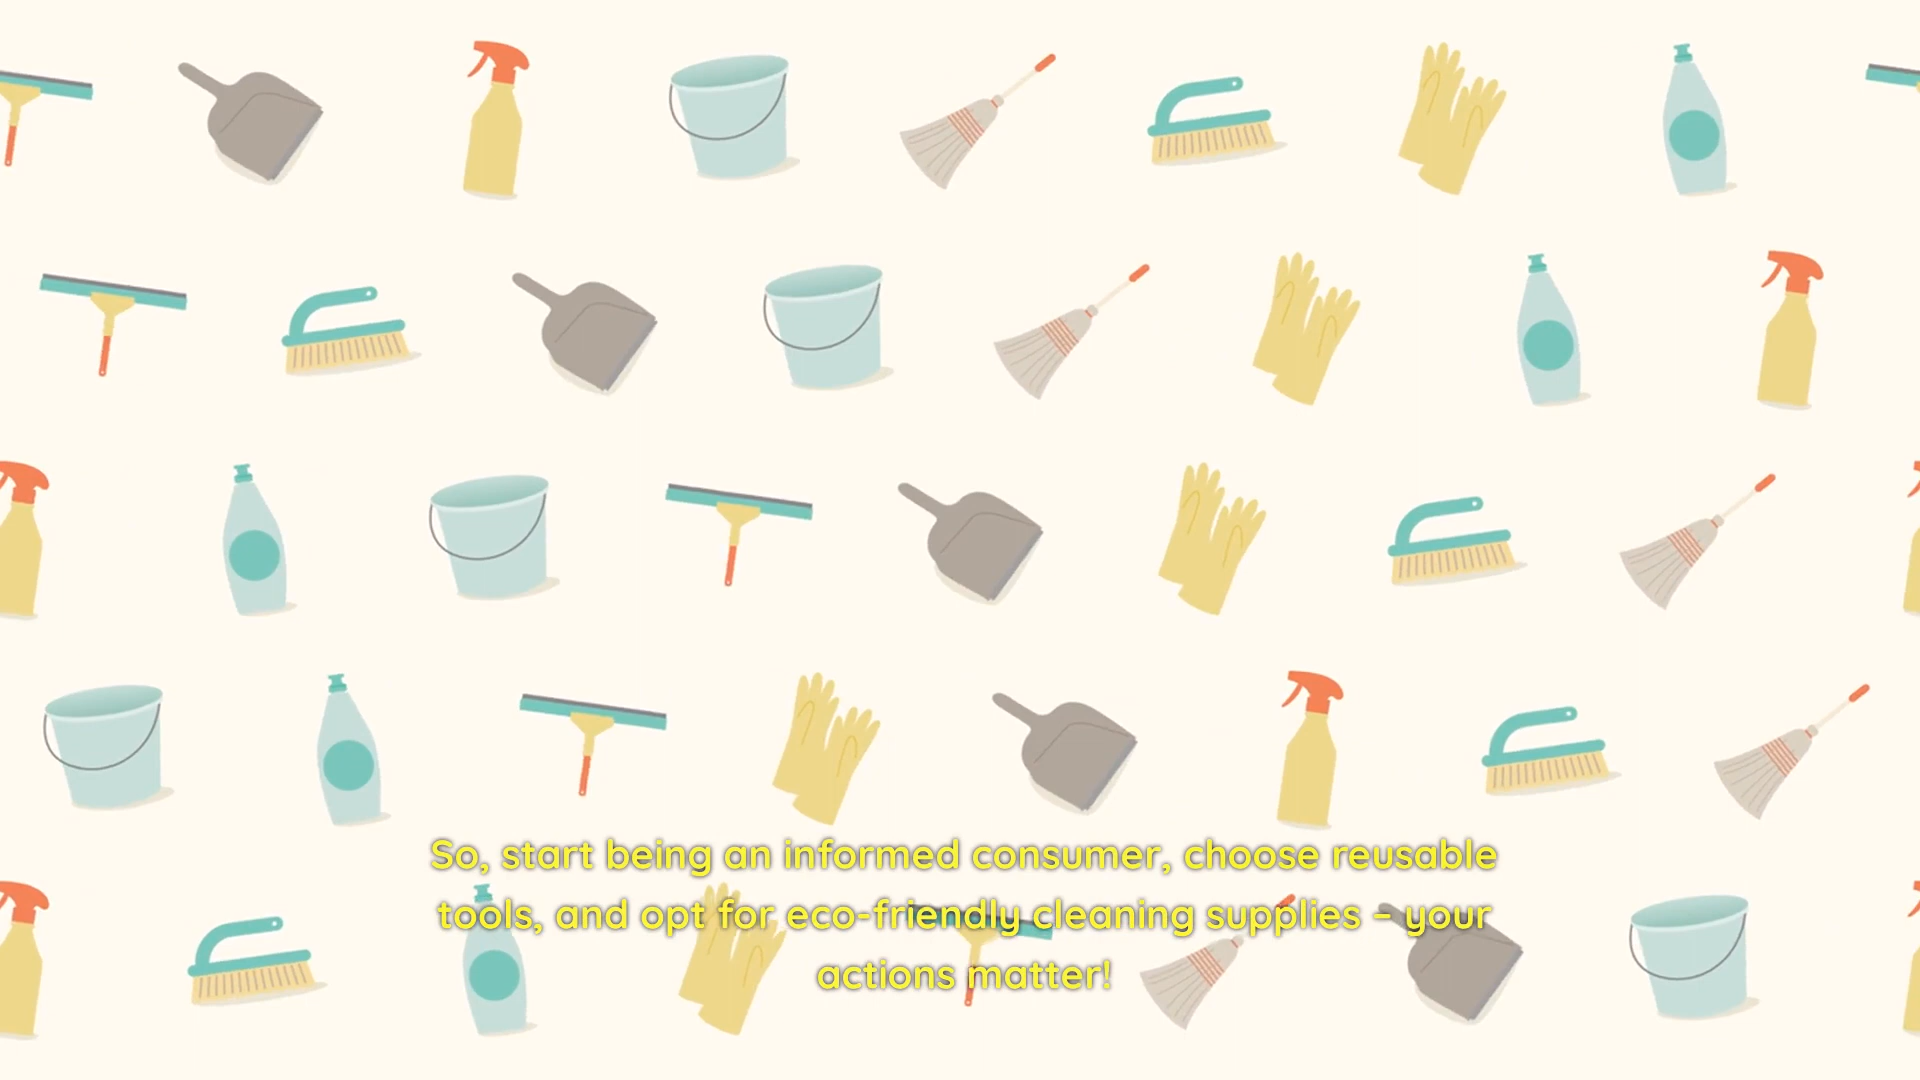 So, start being an informed consumer, choose reusable
tools, and opt for eco-friendly cleaning supplies – your
actions matter!